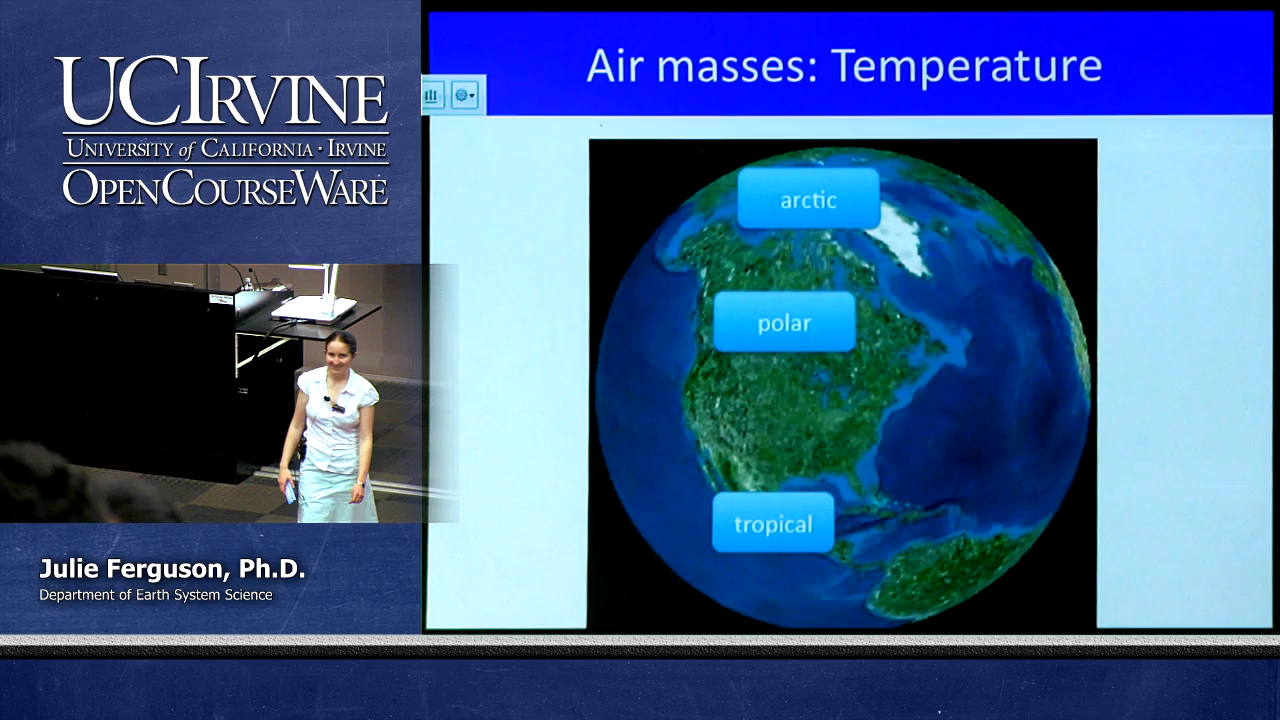 UCIRVINE
UNIVERSITY of CALIFORNIA · IRVINE
OPENCOURSEWARE
Julie Ferguson, Ph.D.
Department of Earth System Science
Air masses: Temperature
arctic
polar
tropical